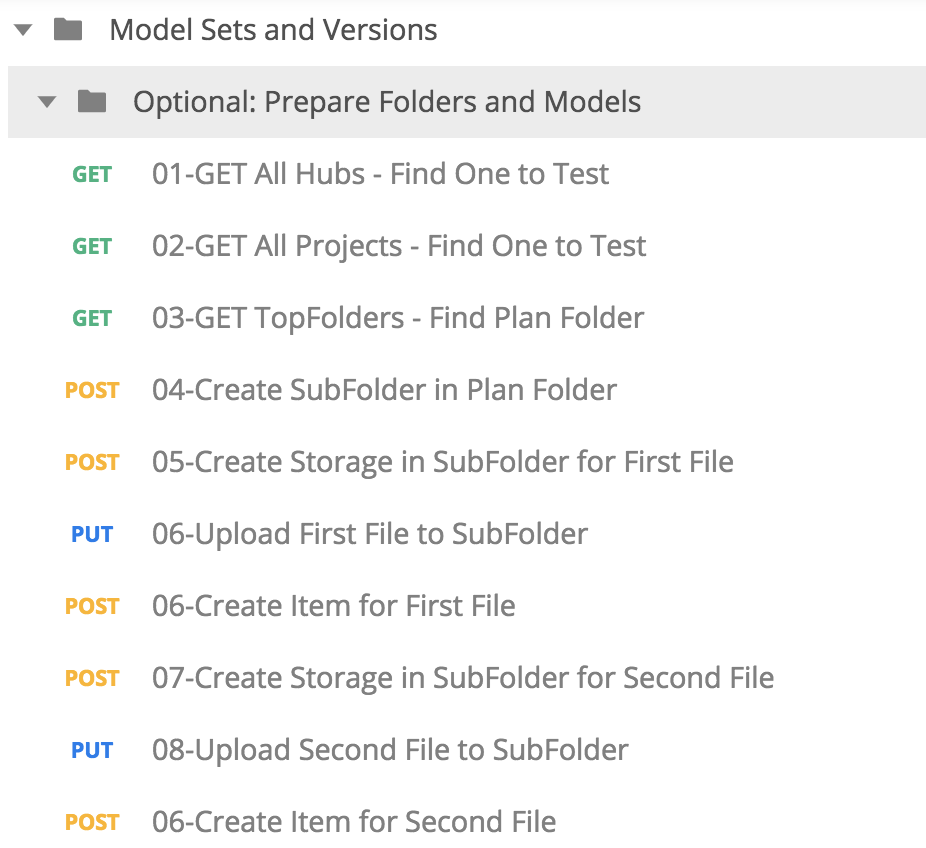 Model Sets and Versions
Optional: Prepare Folders and Models
GET 01-GET All Hubs - Find One to Test
GET 02-GET All Projects - Find One to Test
GET 03-GET TopFolders - Find Plan Folder
POST 04-Create SubFolder in Plan Folder
POST 05-Create Storage in SubFolder for First File
PUT 06-Upload First File to SubFolder
POST 06-Create Item for First File
POST 07-Create Storage in SubFolder for Second File
PUT 08-Upload Second File to SubFolder
POST 06-Create Item for Second File